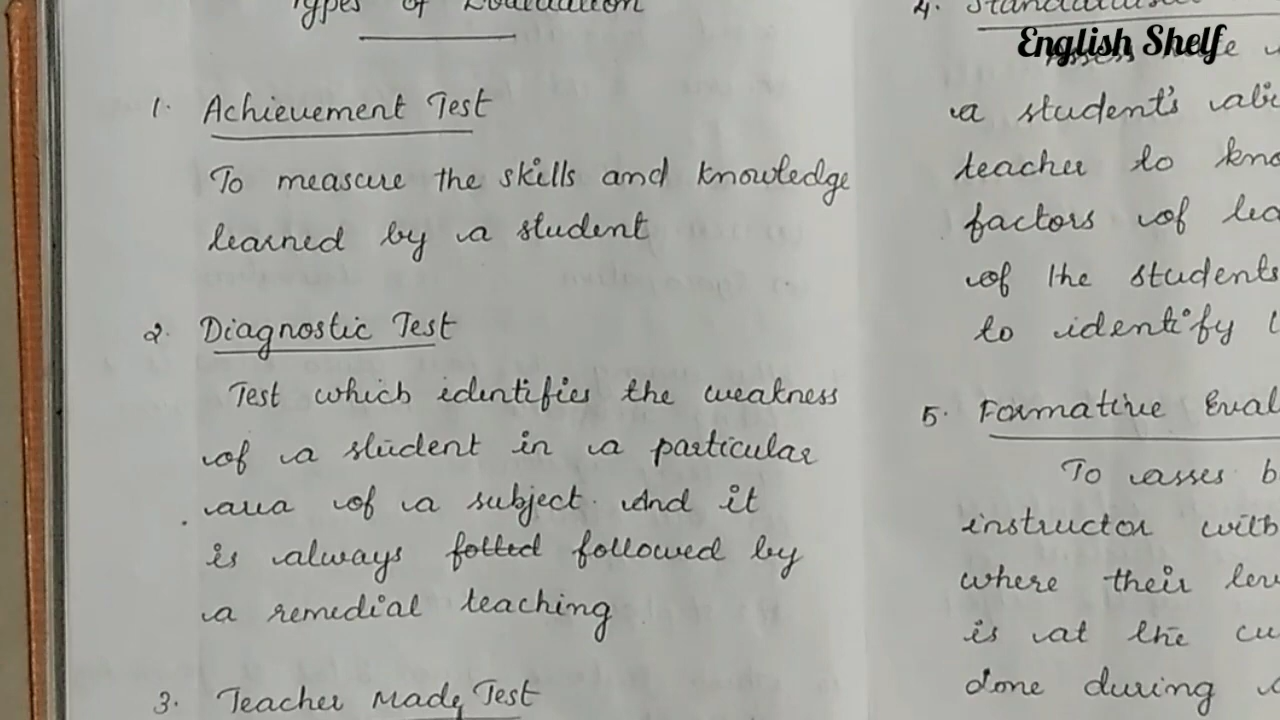 Types of Evaluation
1. Achievement Test
To measure the skills and knowledge
learned by a student
2. Diagnostic Test
Test which identifies the weakness
of a student in a particular
area of a subject. And it
is always folled followed by
a remedial teaching
3. Teacher Made Test
4.
English Shelf
a student's
teacher to
factors of
of the students
to identify
5. Formative
To asses
instructor with
where their
is at the
done during